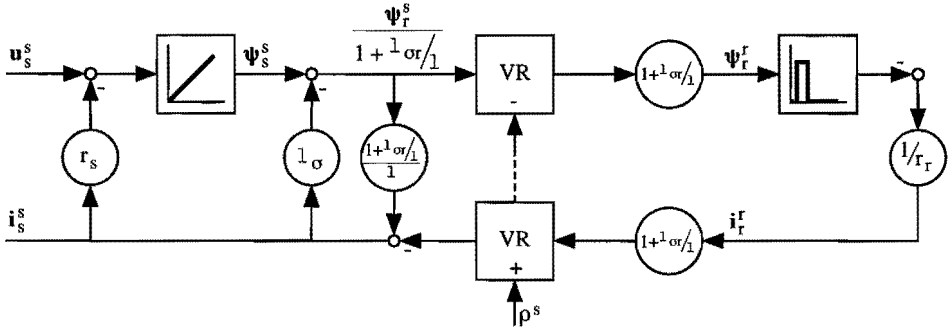 u_s^s
-
ψ_s^s
-
ψ_r^s
1 + l_σr/l
VR
-
1+l_σr/l
ψ_r^r
-
r_s
l_σ
1+l_σr/l
l
1/r_r
i_s^s
-
VR
+
1+l_σr/l
i_r^r
ρ^s